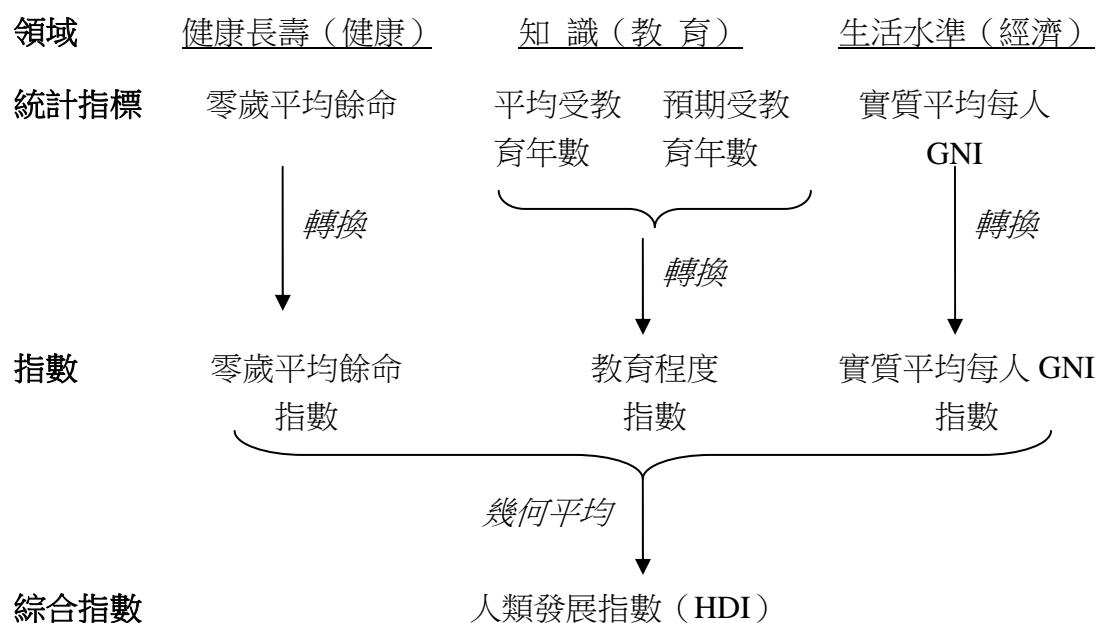 領域 健康長壽（健康） 知 識（教 育） 生活水準（經濟）
統計指標 零歲平均餘命 平均受教 預期受教 實質平均每人
育年數 育年數 GNI
轉換 轉換
轉換
指數 零歲平均餘命 教育程度 實質平均每人 GNI
指數 指數 指數
幾何平均
綜合指數 人類發展指數（HDI）